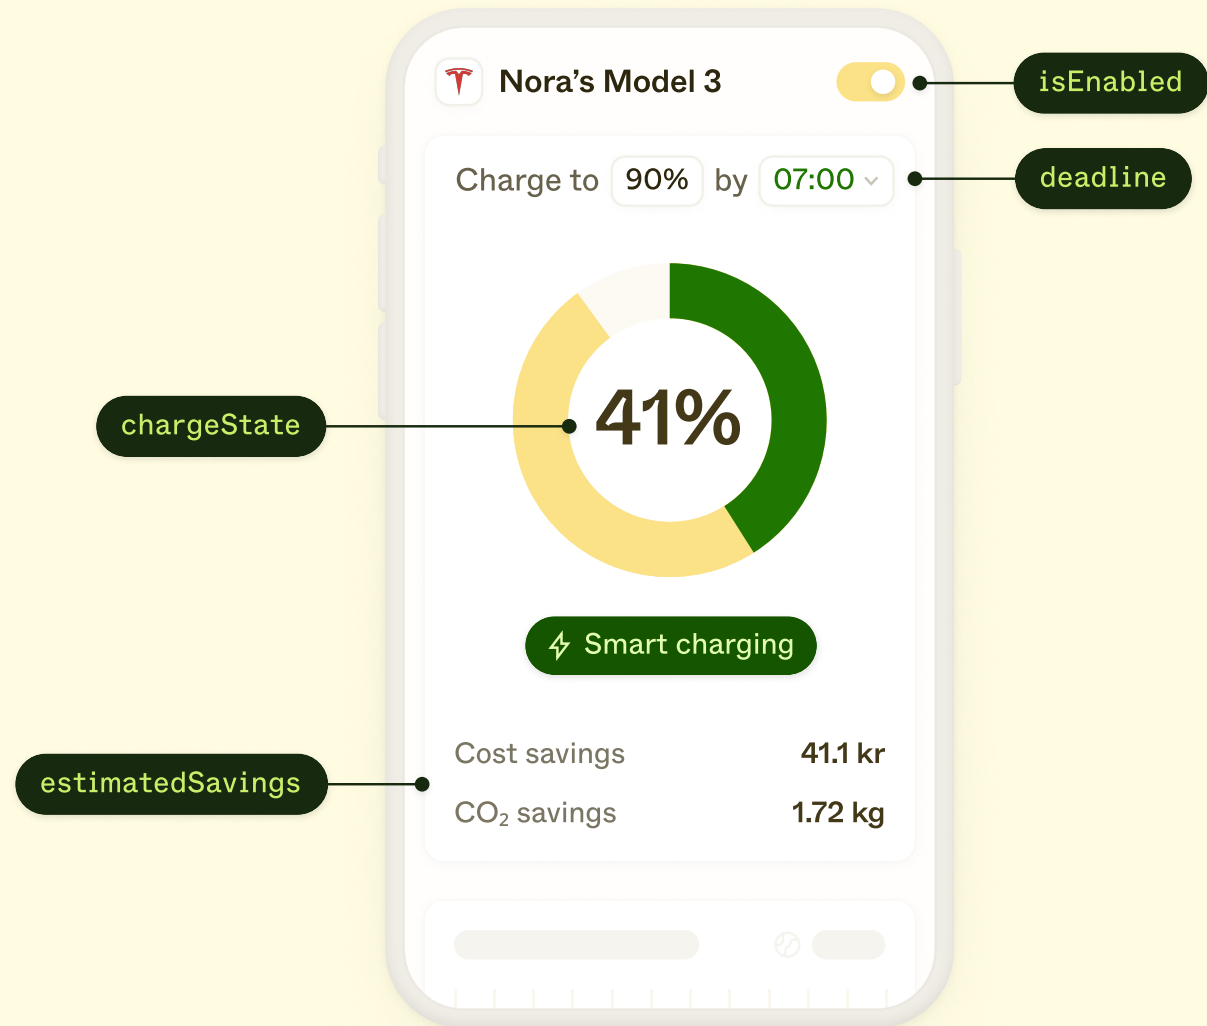 Nora’s Model 3
isEnabled
Charge to 90% by 07:00
deadline
41%
chargeState
Smart charging
Cost savings 41.1 kr
estimatedSavings
CO₂ savings 1.72 kg